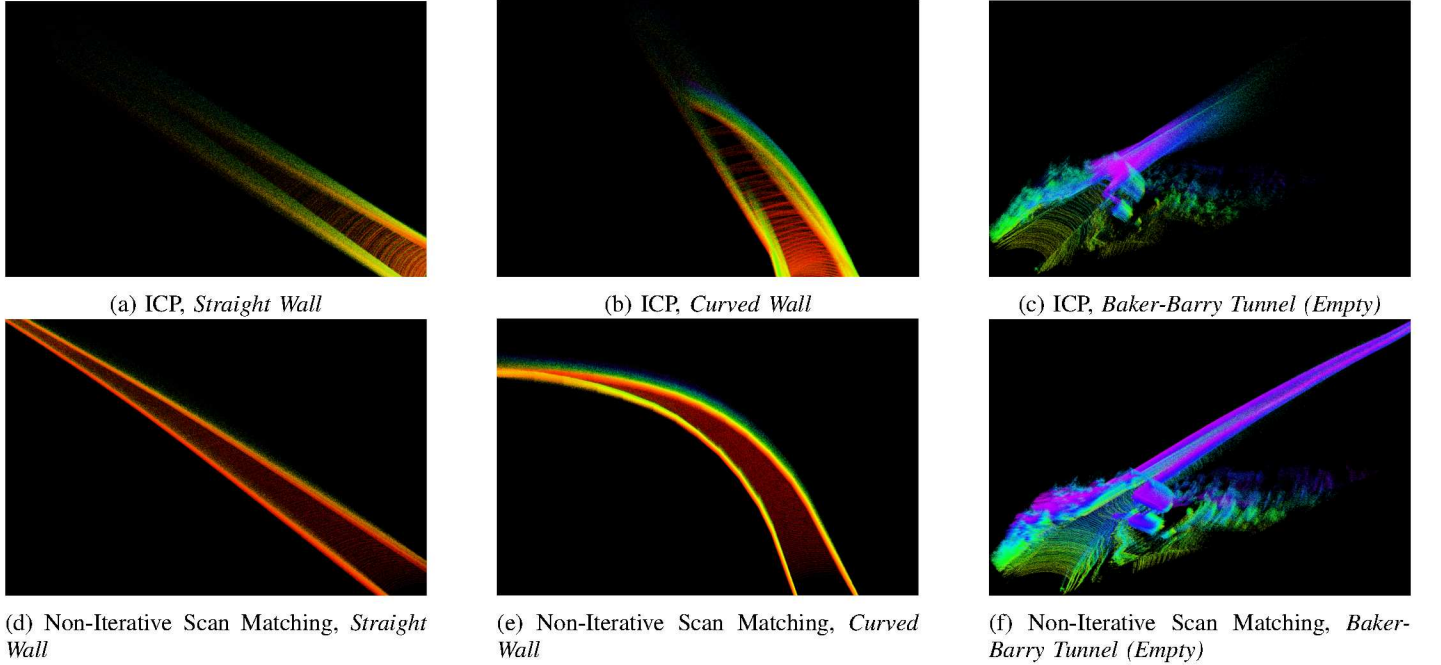 (a) ICP, Straight Wall
(b) ICP, Curved Wall
(c) ICP, Baker-Barry Tunnel (Empty)
(d) Non-Iterative Scan Matching, Straight
Wall
(e) Non-Iterative Scan Matching, Curved
Wall
(f) Non-Iterative Scan Matching, Baker-
Barry Tunnel (Empty)